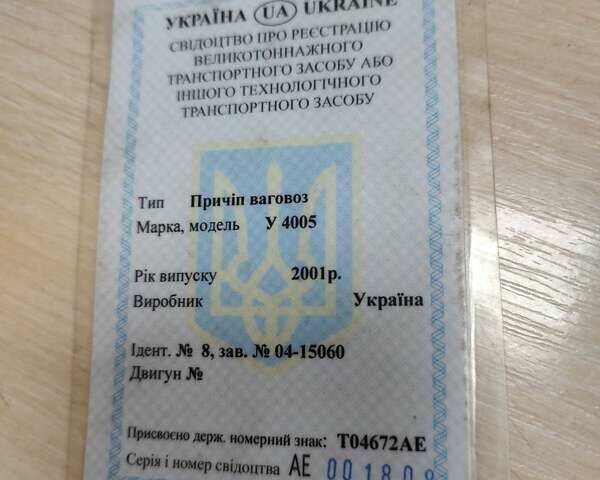 УКРАЇНА UA UKRAINE
СВІДОЦТВО ПРО РЕЄСТРАЦІЮ
ВЕЛИКОТОННАЖНОГО
ТРАНСПОРТНОГО ЗАСОБУ АБО
ІНШОГО ТЕХНОЛОГІЧНОГО
ТРАНСПОРТНОГО ЗАСОБУ
Тип Причіп ваговоз
Марка, модель У 4005
Рік випуску 2001р.
Виробник Україна
Ідент. № 8, зав. № 04-15060
Двигун №
Присвоєно держ. номерний знак: Т04672АЕ
Серія і номер свідоцтва АЕ 001808